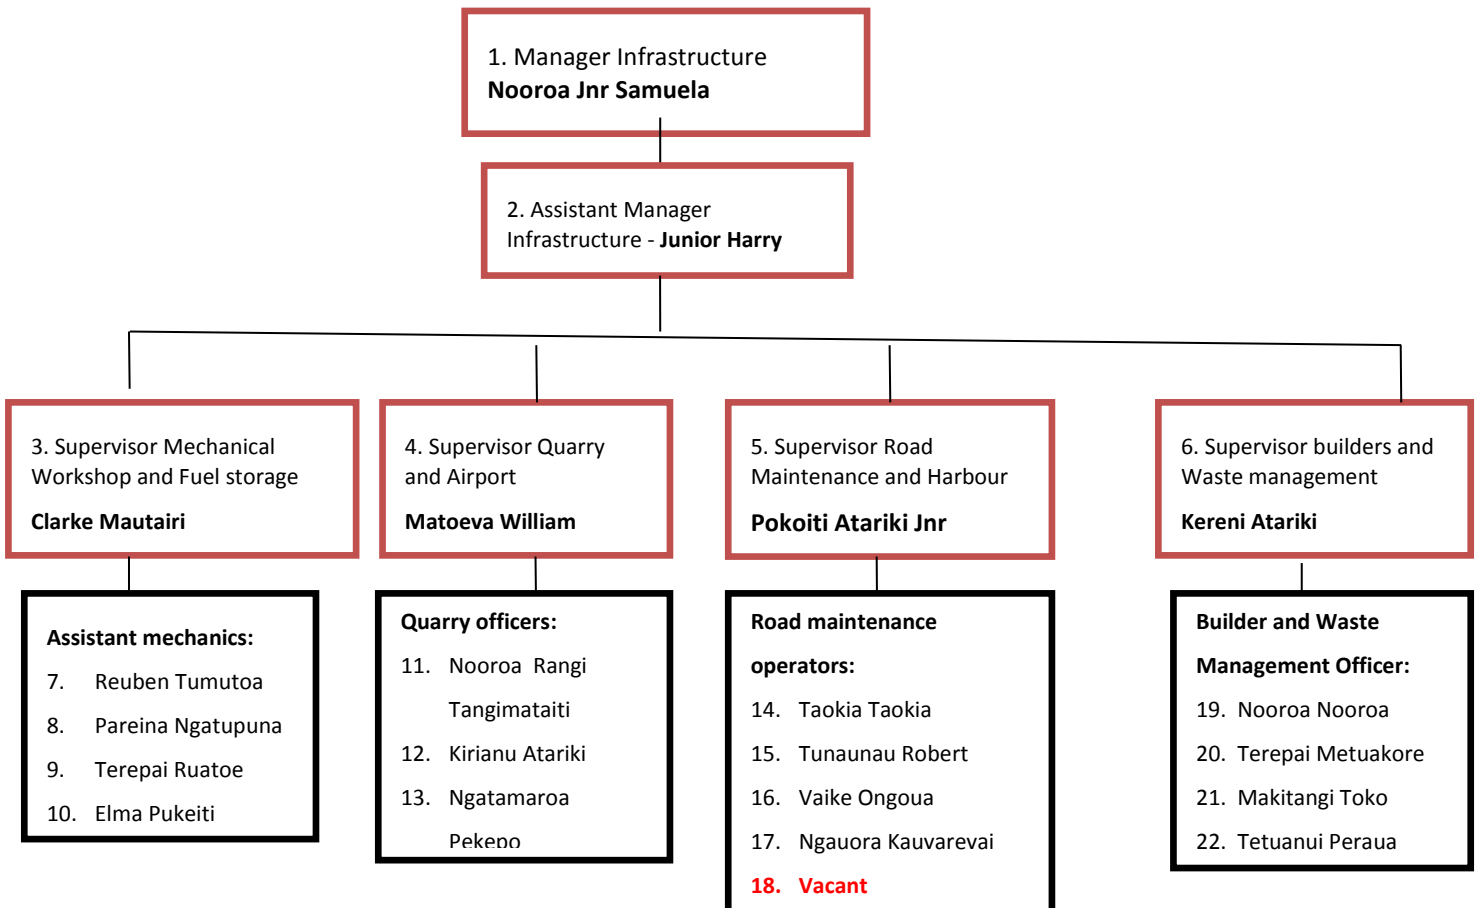 1. Manager Infrastructure
Nooroa Jnr Samuela
2. Assistant Manager
Infrastructure - Junior Harry
3. Supervisor Mechanical
Workshop and Fuel storage
Clarke Mautairi
4. Supervisor Quarry
and Airport
Matoeva William
5. Supervisor Road
Maintenance and Harbour
Pokoiti Atariki Jnr
6. Supervisor builders and
Waste management
Kereni Atariki
Assistant mechanics:
7. Reuben Tumutoa
8. Pareina Ngatupuna
9. Terepai Ruatoe
10. Elma Pukeiti
Quarry officers:
11. Nooroa Rangi
Tangimataiti
12. Kirianu Atariki
13. Ngatamaroa
Pekepo
Road maintenance
operators:
14. Taokia Taokia
15. Tunaunau Robert
16. Vaike Ongoua
17. Ngauora Kauvarevai
18. Vacant
Builder and Waste
Management Officer:
19. Nooroa Nooroa
20. Terepai Metuakore
21. Makitangi Toko
22. Tetuanui Peraua